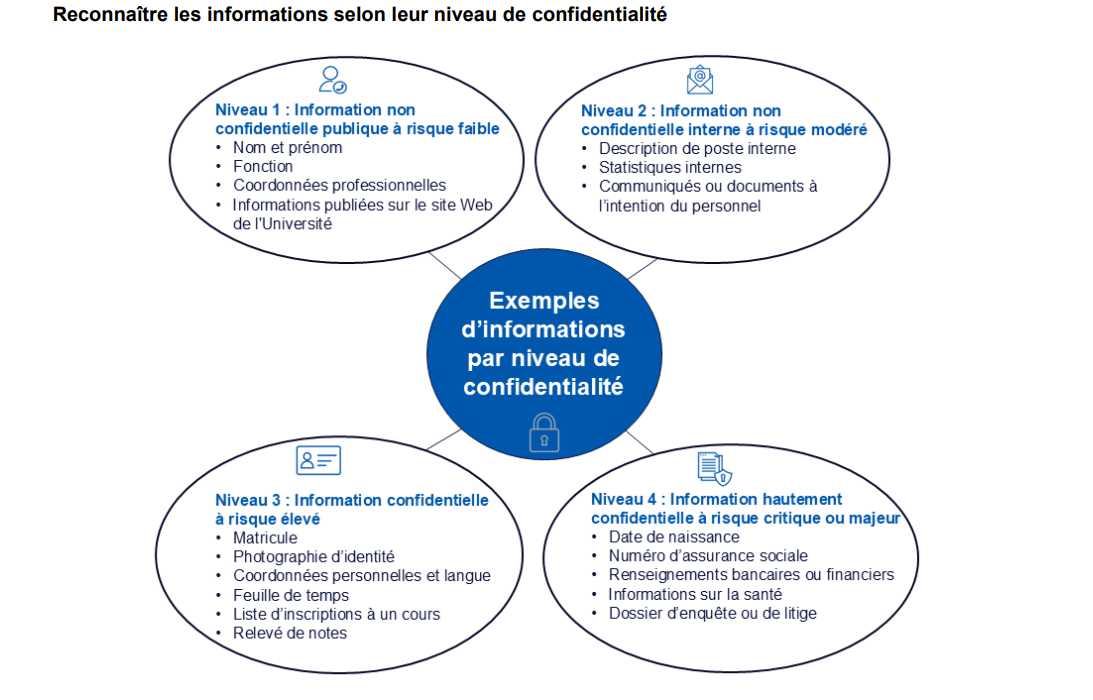 Reconnaître les informations selon leur niveau de confidentialité
Niveau 1 : Information non
confidentielle publique à risque faible
• Nom et prénom
• Fonction
• Coordonnées professionnelles
• Informations publiées sur le site Web
de l'Université
Niveau 2 : Information non
confidentielle interne à risque modéré
• Description de poste interne
• Statistiques internes
• Communiqués ou documents à
l'intention du personnel
Exemples
d'informations
par niveau de
confidentialité
Niveau 3 : Information confidentielle
à risque élevé
• Matricule
• Photographie d'identité
• Coordonnées personnelles et langue
• Feuille de temps
• Liste d'inscriptions à un cours
• Relevé de notes
Niveau 4 : Information hautement
confidentielle à risque critique ou majeur
• Date de naissance
• Numéro d'assurance sociale
• Renseignements bancaires ou financiers
• Informations sur la santé
• Dossier d'enquête ou de litige